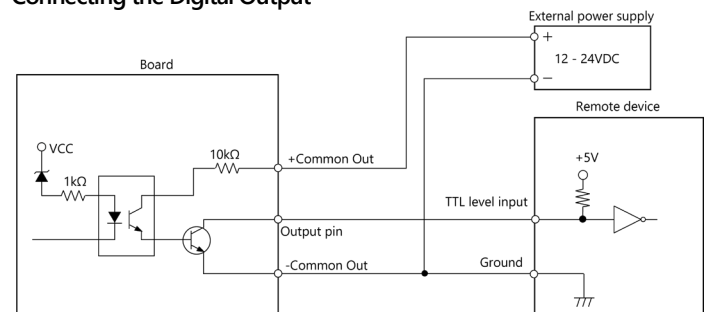 Connecting the Digital Output
External power supply
+
12 - 24VDC
−
Board
Remote device
VCC
1kΩ
10kΩ
+Common Out
+5V
TTL level input
Output pin
-Common Out
Ground